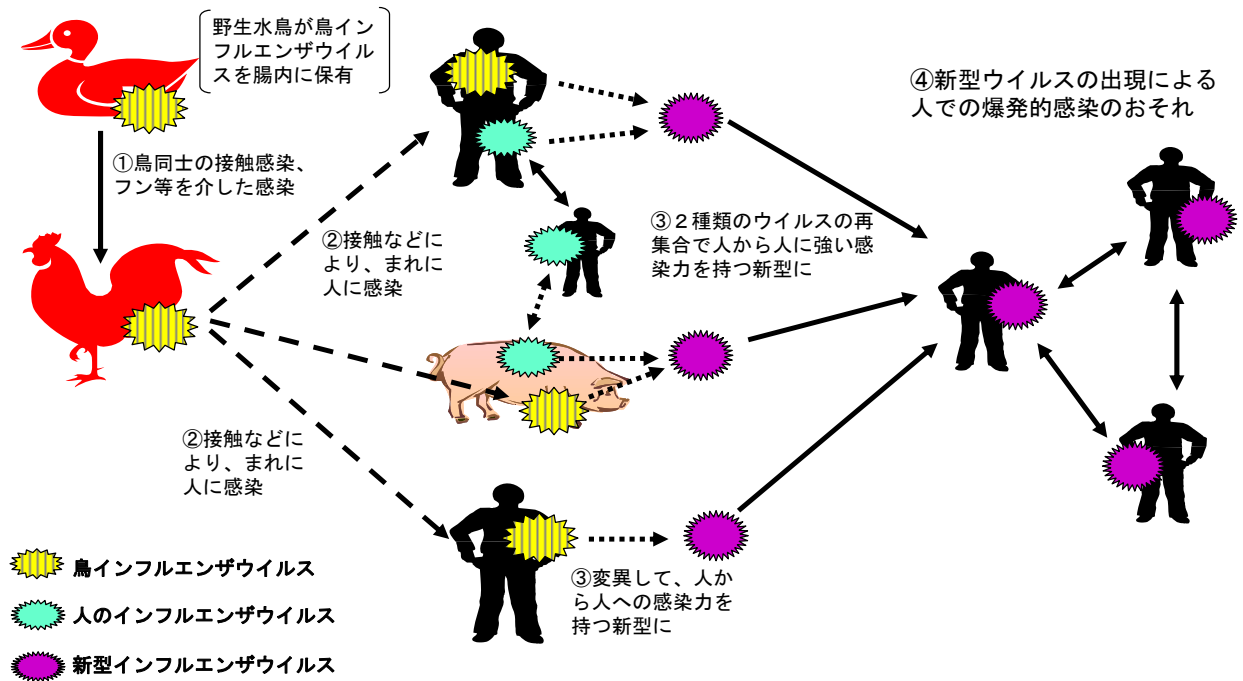 野生水鳥が鳥イン
フルエンザウイル
スを腸内に保有
①鳥同士の接触感染、
フン等を介した感染
②接触などに
より、まれに
人に感染
③２種類のウイルスの再
集合で人から人に強い感
染力を持つ新型に
④新型ウイルスの出現による
人での爆発的感染のおそれ
②接触などに
より、まれに
人に感染
③変異して、人か
ら人への感染力を
持つ新型に
鳥インフルエンザウイルス
人のインフルエンザウイルス
新型インフルエンザウイルス